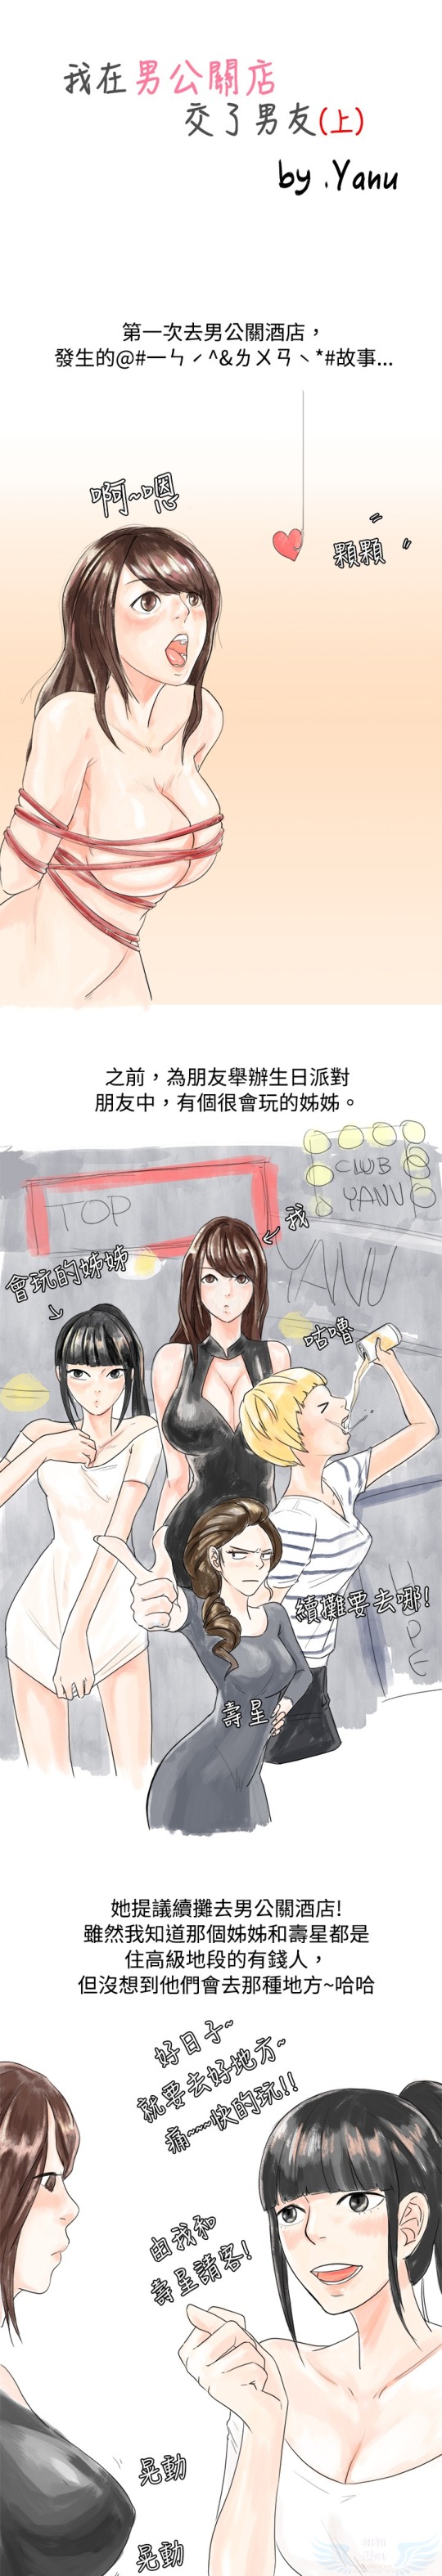 我在男公關店
交了男友(上)
by.Yanu
第一次去男公關酒店，
發生的@#ㄧㄣˊ^&ㄌㄨㄢˋ*#故事...
啊~嗯
顆顆
之前，為朋友舉辦生日派對
朋友中，有個很會玩的姊姊。
TOP
CLUB
YANU
YANU
我
會玩的姊姊
咕嚕
續攤要去哪!
壽星
她提議續攤去男公關酒店!
雖然我知道那個姊姊和壽星都是
住高級地段的有錢人，
但沒想到他們會去那種地方~哈哈
好日子~
就要去好地方~
痛~~~快的玩!!
由我和
壽星請客!
晃動
晃動